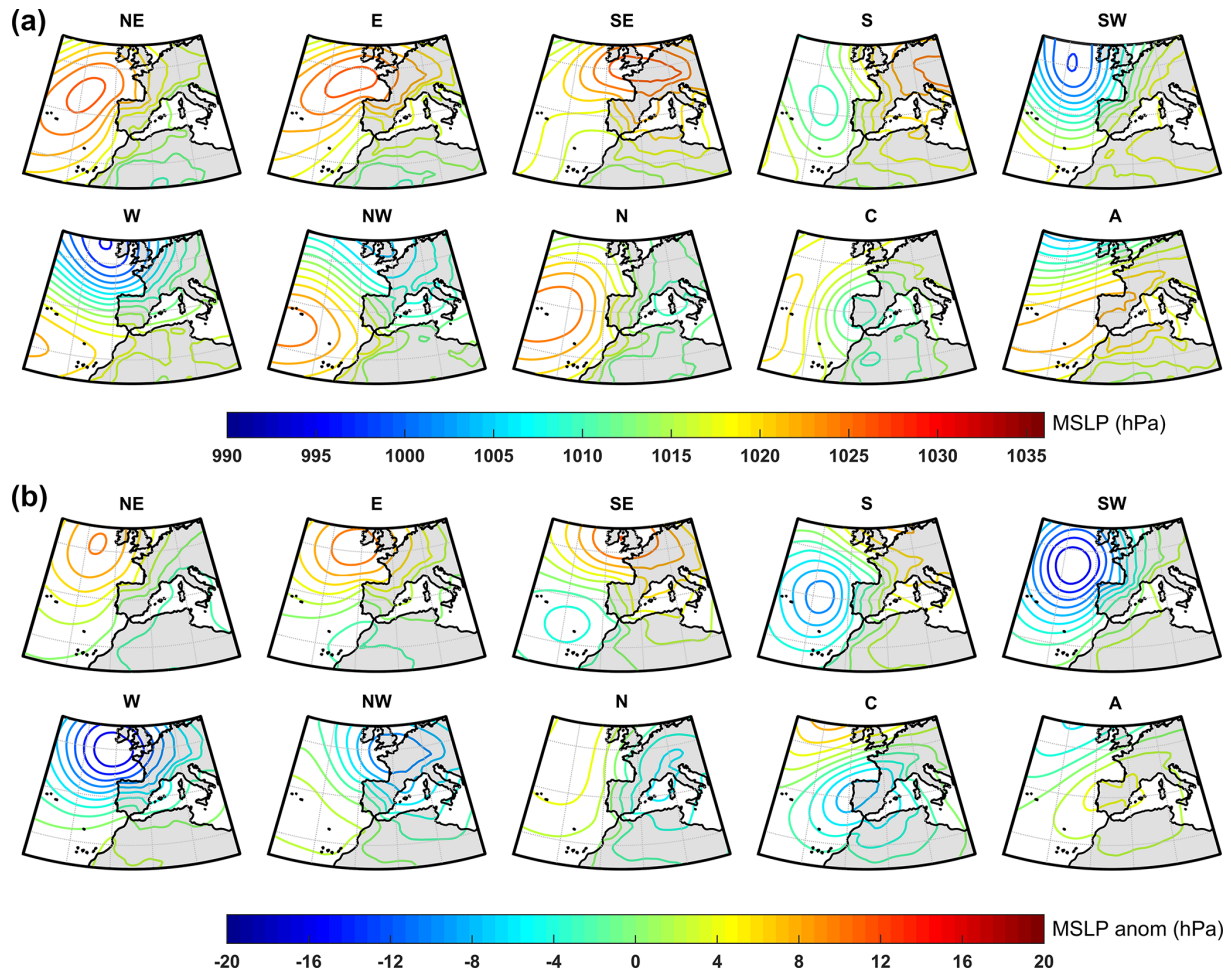 (a)
NE E SE S SW
W NW N C A
MSLP (hPa)
990 995 1000 1005 1010 1015 1020 1025 1030 1035
(b)
NE E SE S SW
W NW N C A
MSLP anom (hPa)
-20 -16 -12 -8 -4 0 4 8 12 16 20